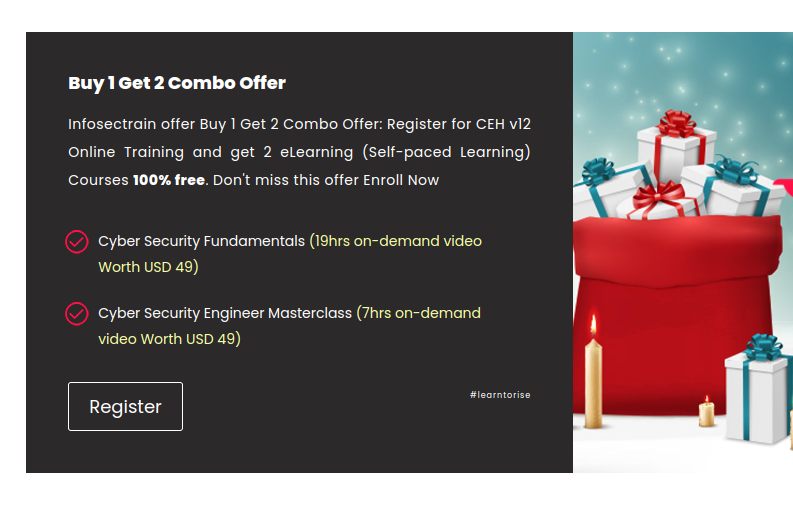 Buy 1 Get 2 Combo Offer
Infosectrain offer Buy 1 Get 2 Combo Offer: Register for CEH v12
Online Training and get 2 eLearning (Self-paced Learning)
Courses 100% free. Don't miss this offer Enroll Now
Cyber Security Fundamentals (19hrs on-demand video
Worth USD 49)
Cyber Security Engineer Masterclass (7hrs on-demand
video Worth USD 49)
Register
#learntorise